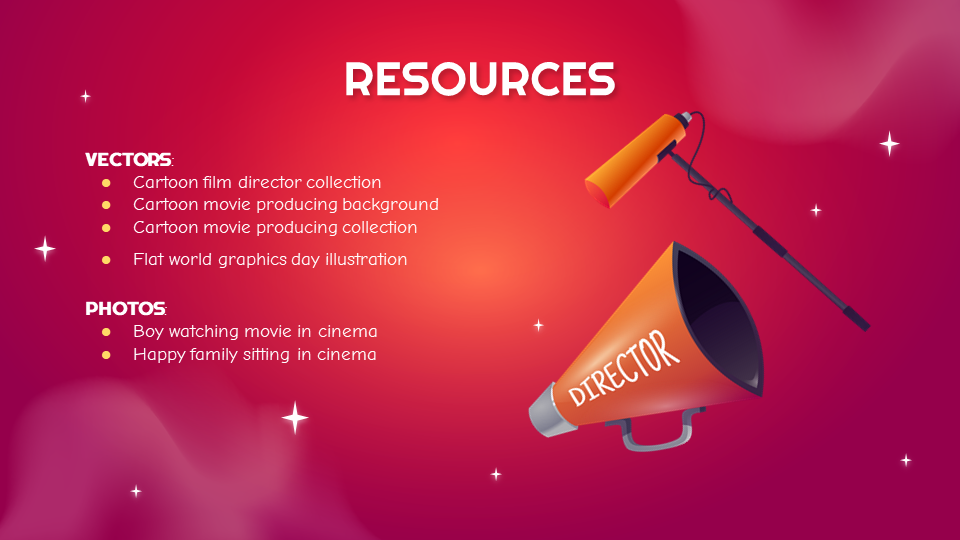 RESOURCES
VECTORS:
● Cartoon film director collection
● Cartoon movie producing background
● Cartoon movie producing collection
● Flat world graphics day illustration
PHOTOS:
● Boy watching movie in cinema
● Happy family sitting in cinema
DIRECTOR